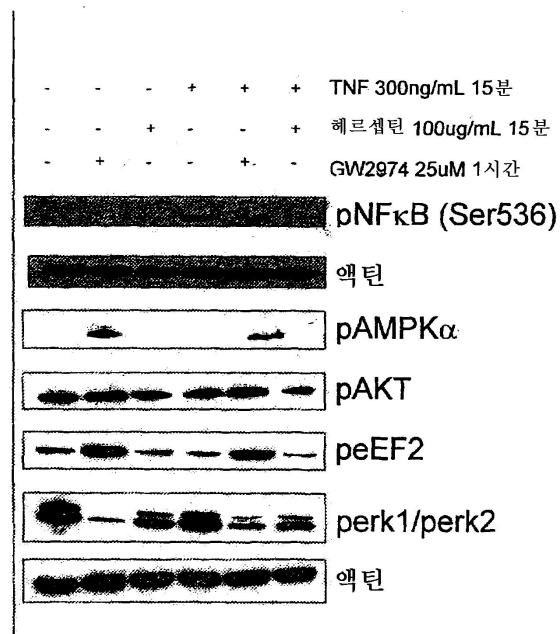 - - - + + + TNF 300ng/mL 15분
- - + - - + 헤르셉틴 100ug/mL 15분
- + - - + - GW2974 25uM 1시간
pNFκB (Ser536)
액틴
pAMPKα
pAKT
peEF2
perk1/perk2
액틴